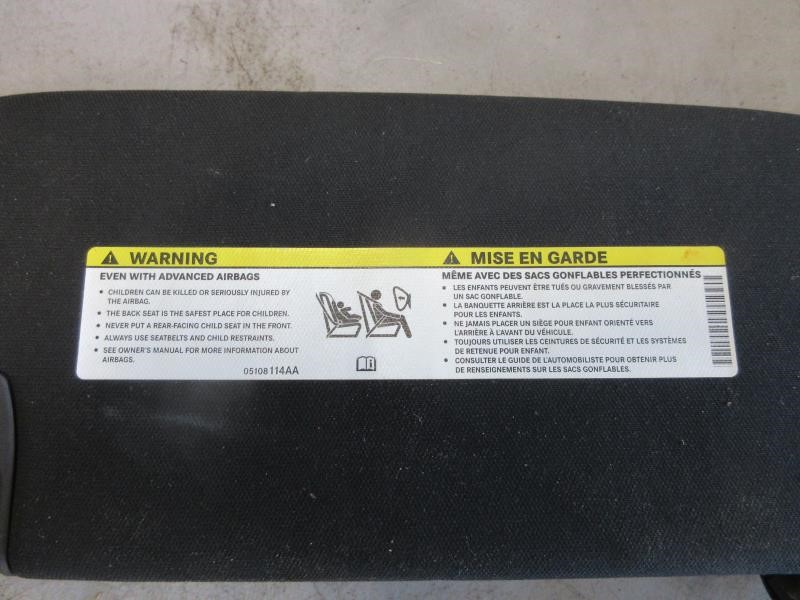 WARNING
EVEN WITH ADVANCED AIRBAGS
• CHILDREN CAN BE KILLED OR SERIOUSLY INJURED BY
THE AIRBAG.
• THE BACK SEAT IS THE SAFEST PLACE FOR CHILDREN.
• NEVER PUT A REAR-FACING CHILD SEAT IN THE FRONT.
• ALWAYS USE SEATBELTS AND CHILD RESTRAINTS.
• SEE OWNER'S MANUAL FOR MORE INFORMATION ABOUT
AIRBAGS.
05108114AA
MISE EN GARDE
MÊME AVEC DES SACS GONFLABLES PERFECTIONNÉS
• LES ENFANTS PEUVENT ÊTRE TUÉS OU GRAVEMENT BLESSÉS PAR
UN SAC GONFLABLE.
• LA BANQUETTE ARRIÈRE EST LA PLACE LA PLUS SÉCURITAIRE
POUR LES ENFANTS.
• NE JAMAIS PLACER UN SIÈGE POUR ENFANT ORIENTÉ VERS
L'ARRIÈRE À L'AVANT DU VÉHICULE.
• TOUJOURS UTILISER LES CEINTURES DE SÉCURITÉ ET LES SYSTÈMES
DE RETENUE POUR ENFANT.
• CONSULTER LE GUIDE DE L'AUTOMOBILISTE POUR OBTENIR PLUS
DE RENSEIGNEMENTS SUR LES SACS GONFLABLES.